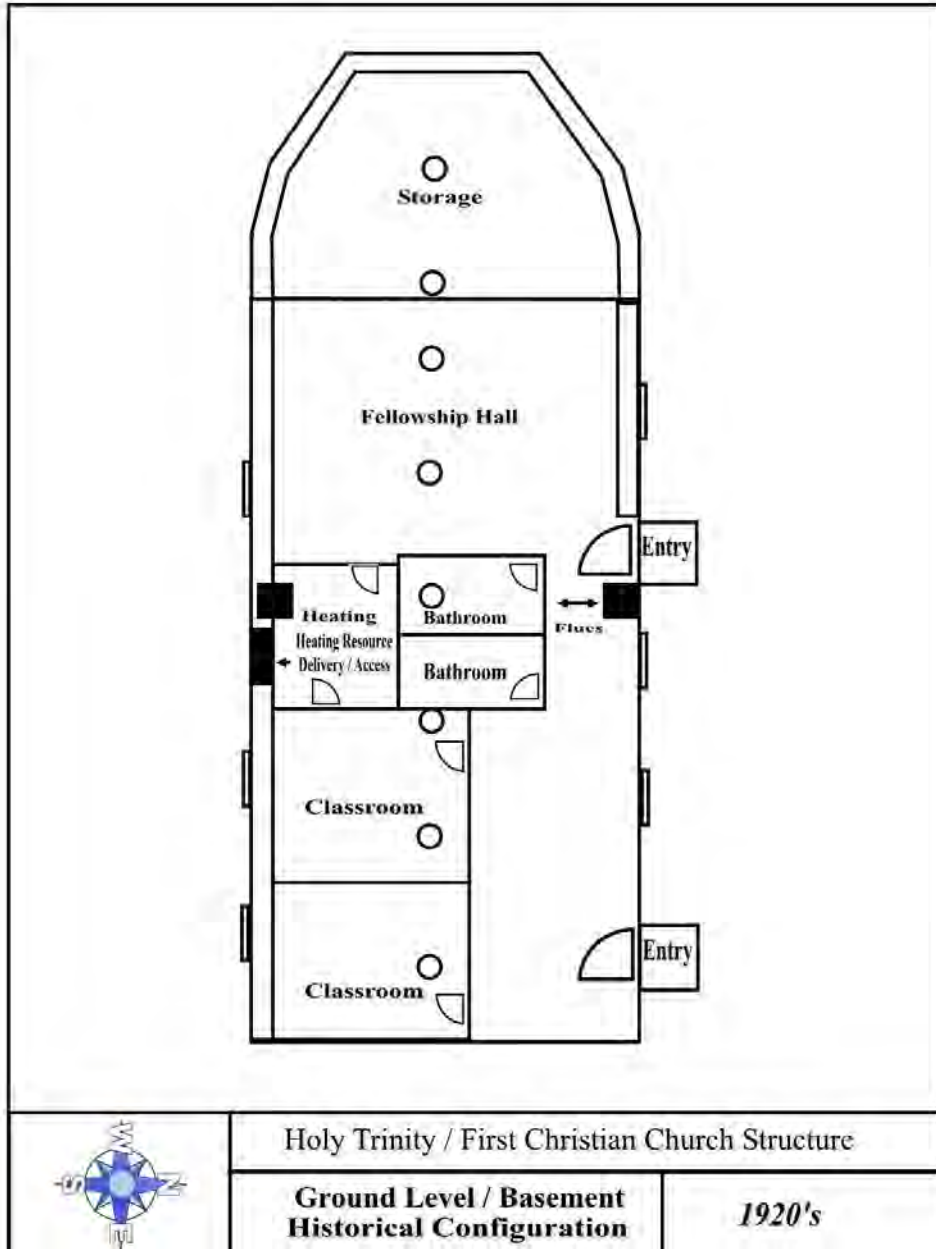 Storage
Fellowship Hall
Entry
Heating
Heating Resource
Delivery / Access
Bathroom
Flues
Bathroom
Classroom
Entry
Classroom
W
S
N
E
Holy Trinity / First Christian Church Structure
Ground Level / Basement
Historical Configuration
1920's